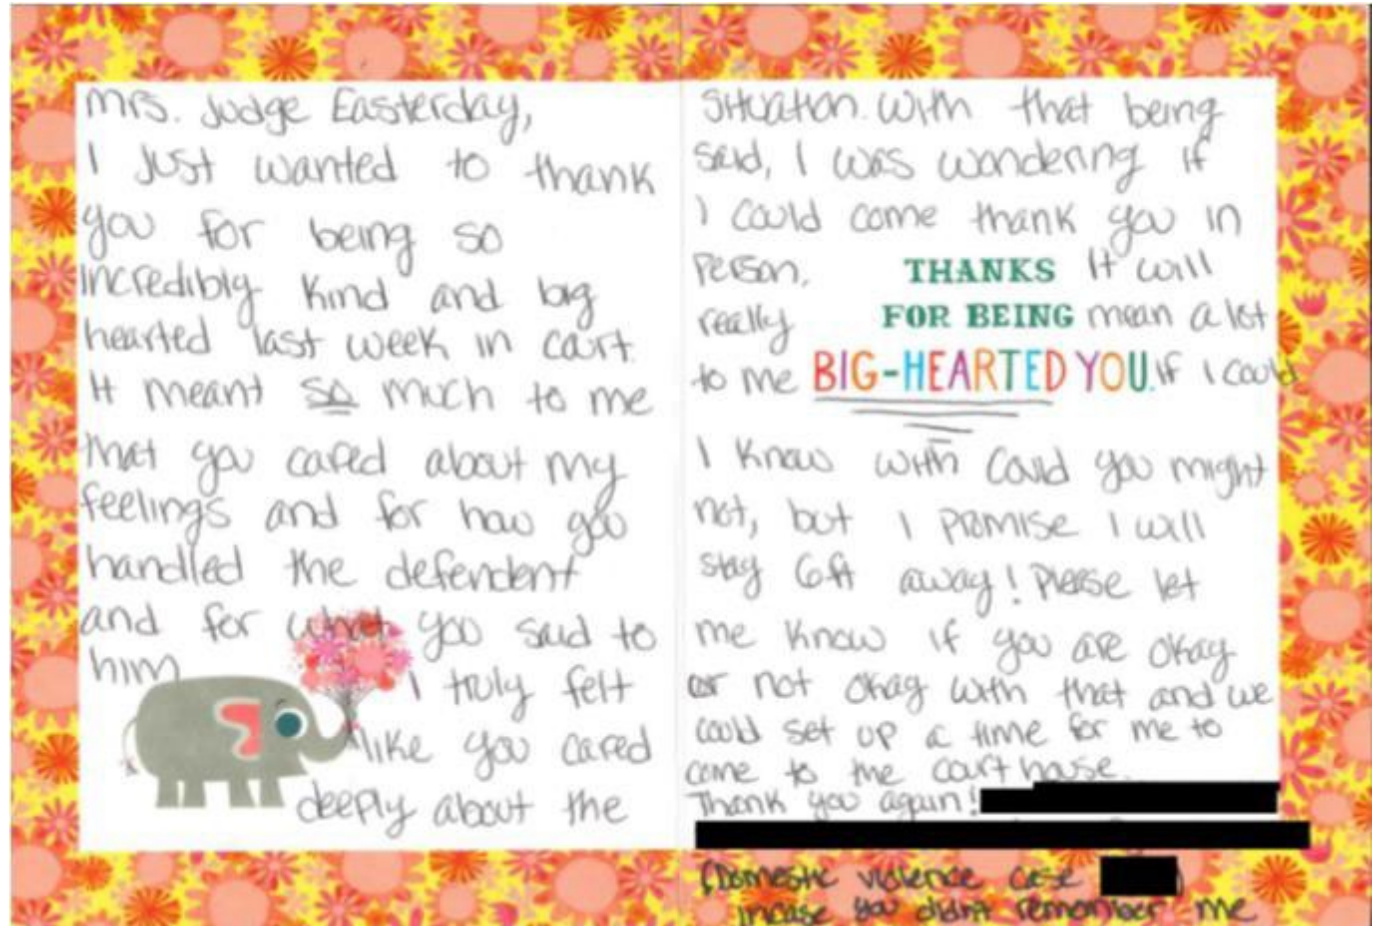 Mrs. Judge Easterday,
I Just wanted to thank
you for being so
incredibly kind and big
hearted last week in court.
It meant so much to me
that you cared about my
feelings and for how you
handled the defendent
and for what you said to
him
I truly felt
like you cared
deeply about the
situation. With that being
said, I was wondering if
I could come thank you in
person. THANKS It will
really FOR BEING mean a lot
to me BIG-HEARTED YOU. if I could
I know with Covid you might
not, but I promise I will
stay 6ft away! Please let
me know if you are okay
or not okay with that and we
could set up a time for me to
come to the court house.
Thank you again!
(Domestic violence case )
incase you didn't remember me